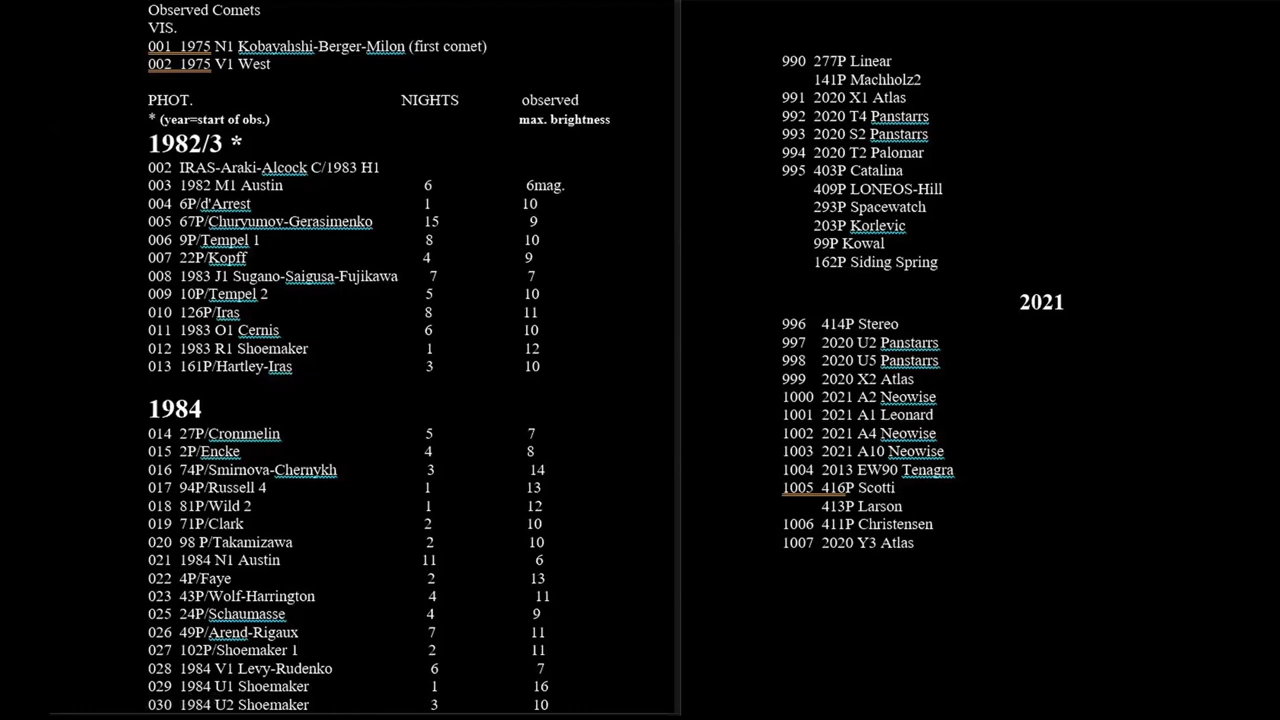 Observed Comets
VIS.
001 1975 N1 Kobayahshi-Berger-Milon (first comet)
002 1975 V1 West
PHOT. NIGHTS observed
* (year=start of obs.) max. brightness
1982/3 *
002 IRAS-Araki-Alcock C/1983 H1
003 1982 M1 Austin 6 6mag.
004 6P/d'Arrest 1 10
005 67P/Churyumov-Gerasimenko 15 9
006 9P/Tempel 1 8 10
007 22P/Kopff 4 9
008 1983 J1 Sugano-Saigusa-Fujikawa 7 7
009 10P/Tempel 2 5 10
010 126P/Iras 8 11
011 1983 O1 Cernis 6 10
012 1983 R1 Shoemaker 1 12
013 161P/Hartley-Iras 3 10
1984
014 27P/Crommelin 5 7
015 2P/Encke 4 8
016 74P/Smirnova-Chernykh 3 14
017 94P/Russell 4 1 13
018 81P/Wild 2 1 12
019 71P/Clark 2 10
020 98 P/Takamizawa 2 10
021 1984 N1 Austin 11 6
022 4P/Faye 2 13
023 43P/Wolf-Harrington 4 11
025 24P/Schaumasse 4 9
026 49P/Arend-Rigaux 7 11
027 102P/Shoemaker 1 2 11
028 1984 V1 Levy-Rudenko 6 7
029 1984 U1 Shoemaker 1 16
030 1984 U2 Shoemaker 3 10
990 277P Linear
141P Machholz2
991 2020 X1 Atlas
992 2020 T4 Panstarrs
993 2020 S2 Panstarrs
994 2020 T2 Palomar
995 403P Catalina
409P LONEOS-Hill
293P Spacewatch
203P Korlevic
99P Kowal
162P Siding Spring
2021
996 414P Stereo
997 2020 U2 Panstarrs
998 2020 U5 Panstarrs
999 2020 X2 Atlas
1000 2021 A2 Neowise
1001 2021 A1 Leonard
1002 2021 A4 Neowise
1003 2021 A10 Neowise
1004 2013 EW90 Tenagra
1005 416P Scotti
413P Larson
1006 411P Christensen
1007 2020 Y3 Atlas